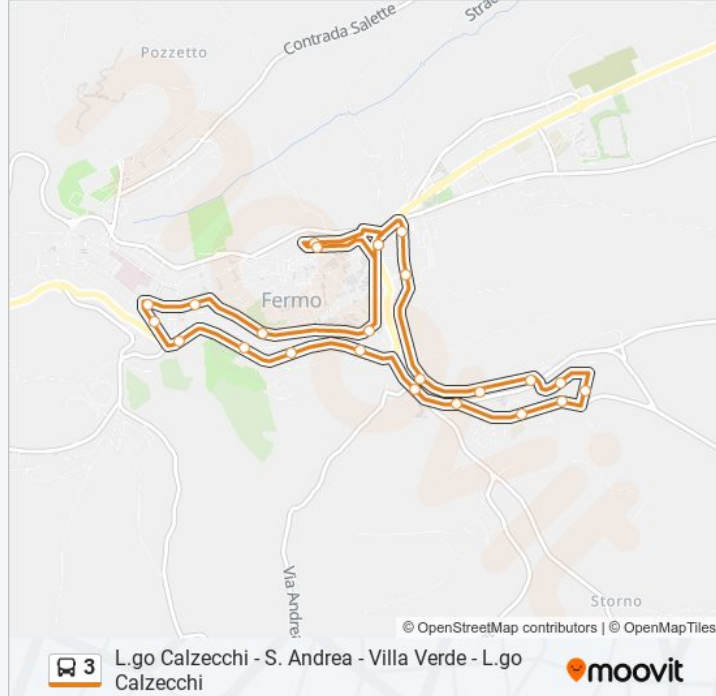 Pozzetto
Contrada Salette
Strad
Fermo
Via Andrei
Storno
© OpenStreetMap contributors | © OpenMapTiles
3
L.go Calzecchi - S. Andrea - Villa Verde - L.go
Calzecchi
moovit